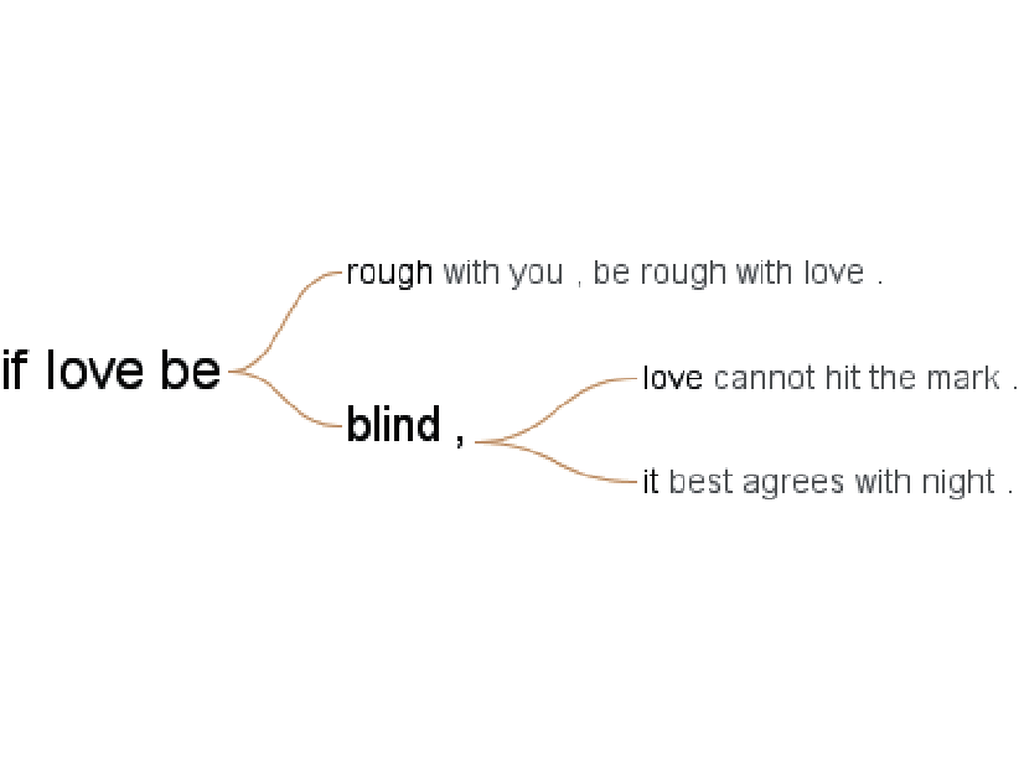 rough with you , be rough with love .
if love be
love cannot hit the mark .
blind ,
it best agrees with night .